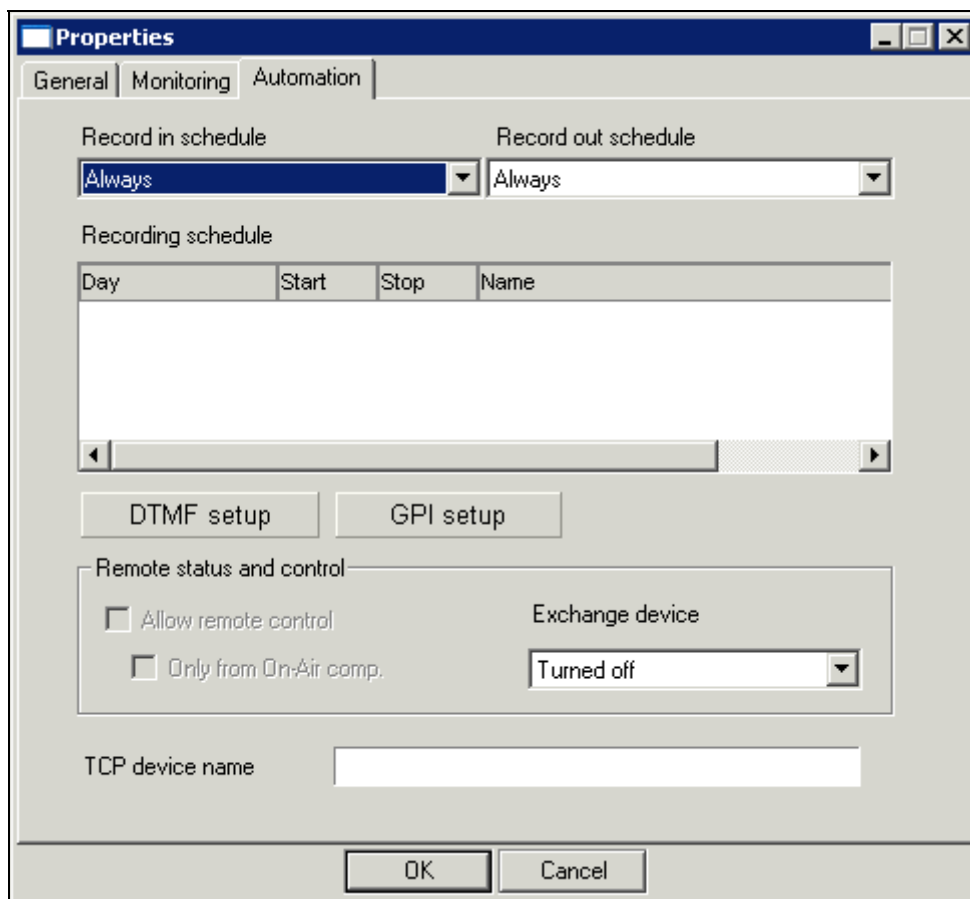 Properties
General Monitoring Automation
Record in schedule Record out schedule
Always Always
Recording schedule
Day Start Stop Name
DTMF setup GPI setup
Remote status and control
Allow remote control Exchange device
Only from On-Air comp. Turned off
TCP device name
OK Cancel